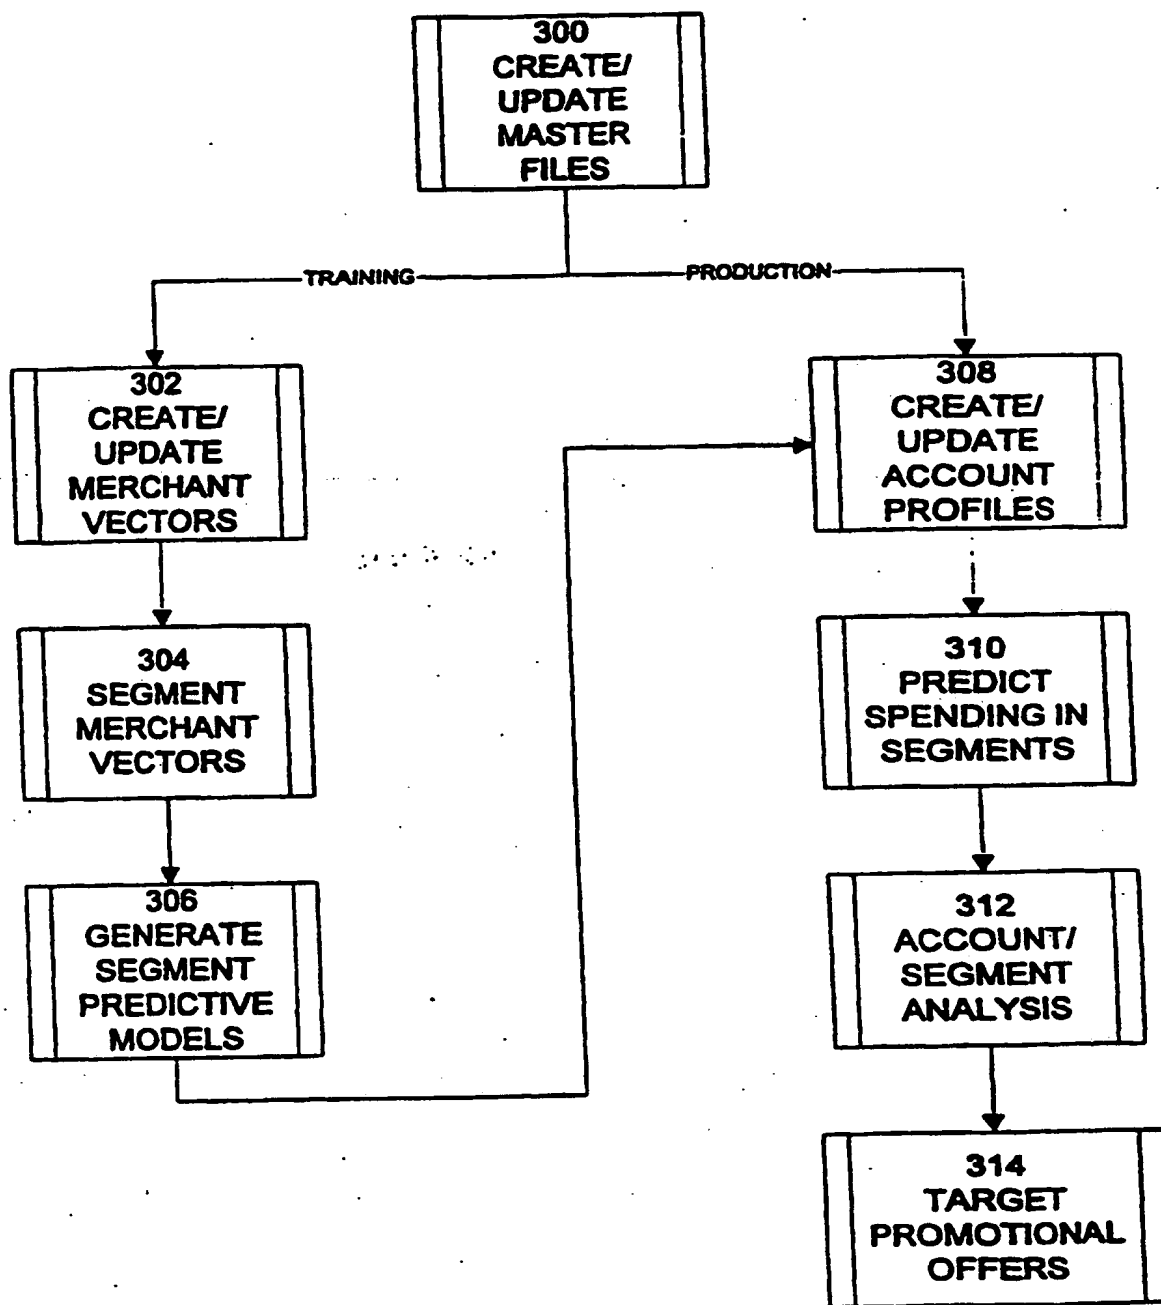 300
CREATE/
UPDATE
MASTER
FILES
TRAINING
PRODUCTION
302
CREATE/
UPDATE
MERCHANT
VECTORS
304
SEGMENT
MERCHANT
VECTORS
306
GENERATE
SEGMENT
PREDICTIVE
MODELS
308
CREATE/
UPDATE
ACCOUNT
PROFILES
310
PREDICT
SPENDING IN
SEGMENTS
312
ACCOUNT/
SEGMENT
ANALYSIS
314
TARGET
PROMOTIONAL
OFFERS